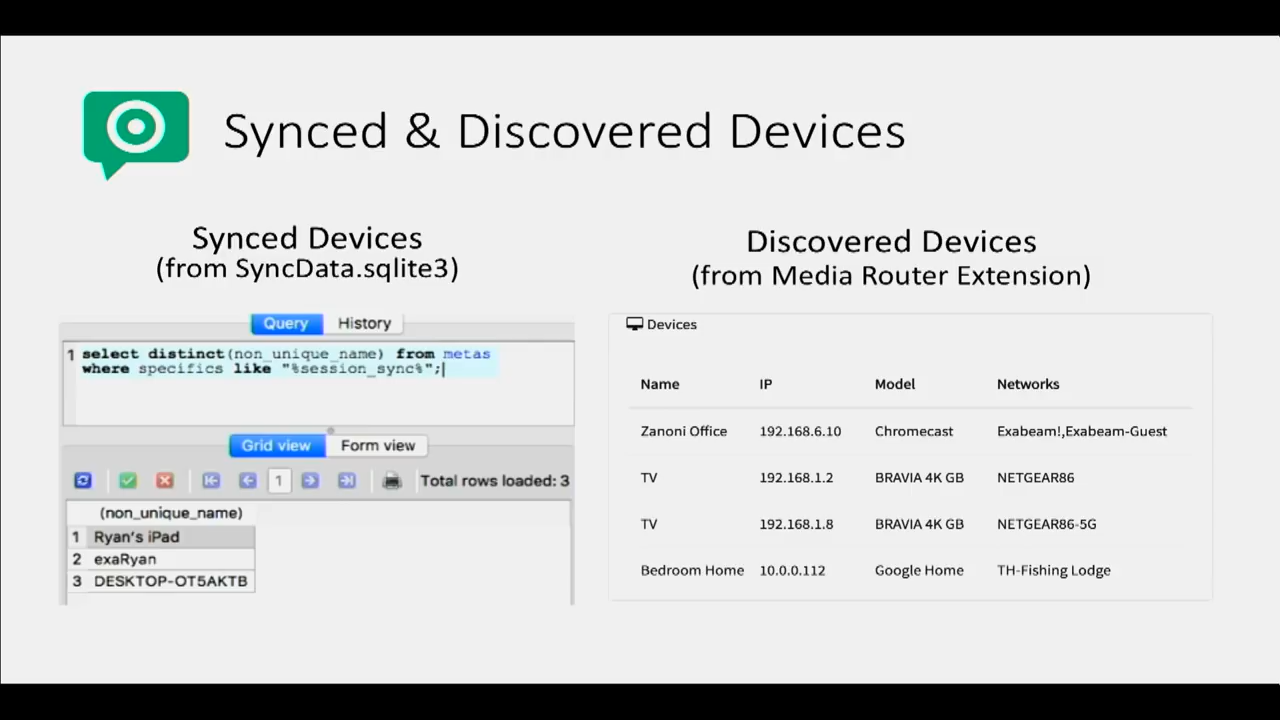 Synced & Discovered Devices
Synced Devices
(from SyncData.sqlite3)
Query History
1 select distinct(non_unique_name) from metas
where specifics like "%session_sync%";
Grid view Form view
1 Total rows loaded: 3
(non_unique_name)
1 Ryan's iPad
2 exaRyan
3 DESKTOP-OT5AKTB
Discovered Devices
(from Media Router Extension)
Devices
Name IP Model Networks
Zanoni Office 192.168.6.10 Chromecast Exabeam!,Exabeam-Guest
TV 192.168.1.2 BRAVIA 4K GB NETGEAR86
TV 192.168.1.8 BRAVIA 4K GB NETGEAR86-5G
Bedroom Home 10.0.0.112 Google Home TH-Fishing Lodge